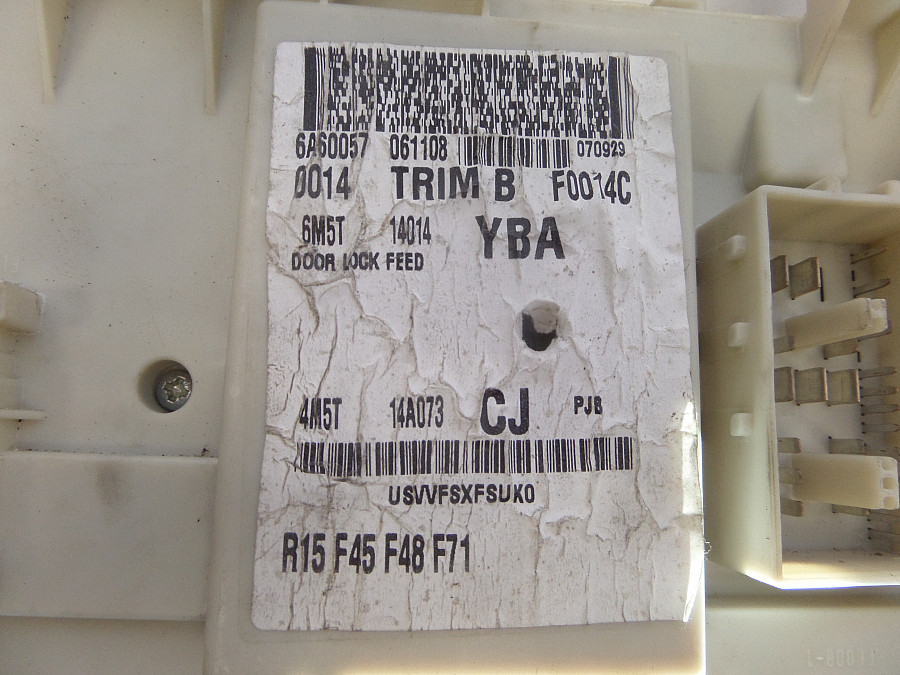 6A60057 061108 070929
0014 TRIM B F0014C
6M5T 14014 YBA
DOOR LOCK FEED
4M5T 14A073 CJ PJB
USVVFSXFSUK0
R15 F45 F48 F71